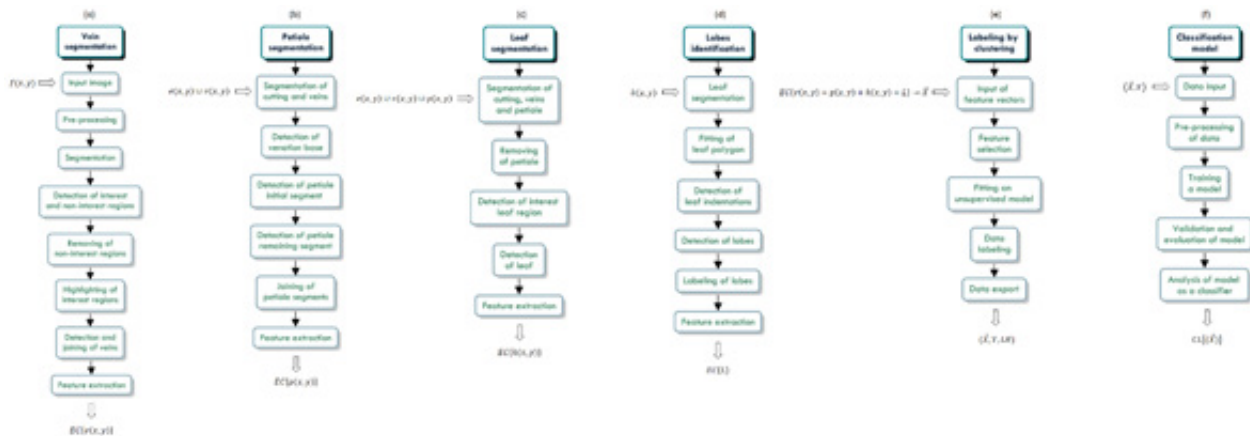 (a)
Vein
segmentation
Input image
Pre-processing
Segmentation
Detection of interest
and non-interest regions
Removing of
non-interest regions
Highlighting of
interest regions
Detection and
joining of veins
Feature extraction
(b)
Petiole
segmentation
Segmentation of
cutting and veins
Detection of
venation base
Detection of petiole
initial segment
Detection of petiole
remaining segment
Joining of
petiole segments
Feature extraction
(c)
Leaf
segmentation
Segmentation of
cutting, veins
and petiole
Removing
of petiole
Detection of interest
leaf region
Detection
of leaf
Feature extraction
(d)
Lobes
identification
Leaf
segmentation
Fitting of
leaf polygon
Detection of
leaf indentations
Detection of lobes
Labeling of lobes
Feature extraction
(e)
Labeling by
clustering
Input of
feature vectors
Feature
selection
Fitting an
unsupervised model
Data
labeling
Data export
(f)
Classification
model
Data input
Pre-processing
of data
Training
a model
Validation and
evaluation of model
Analysis of model
as a classifier